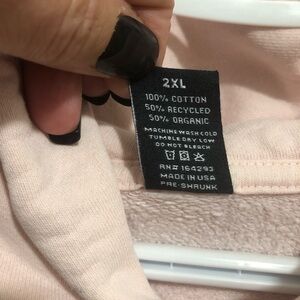 2XL
100% COTTON
50% RECYCLED
50% ORGANIC
MACHINE WASH COLD
TUMBLE DRY LOW
DO NOT BLEACH
RN# 164293
MADE IN USA
PRE-SHRUNK